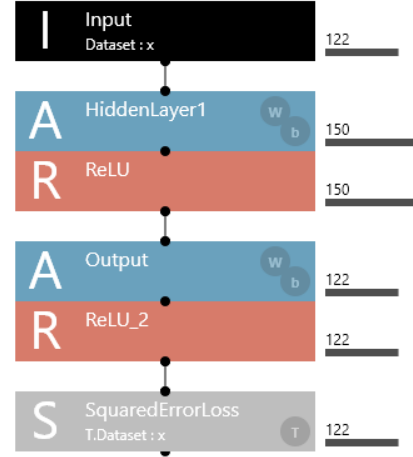 I Input 122
Dataset : x
A HiddenLayer1 W b 150
R ReLU 150
A Output W b 122
R ReLU_2 122
S SquaredErrorLoss T 122
T.Dataset : x